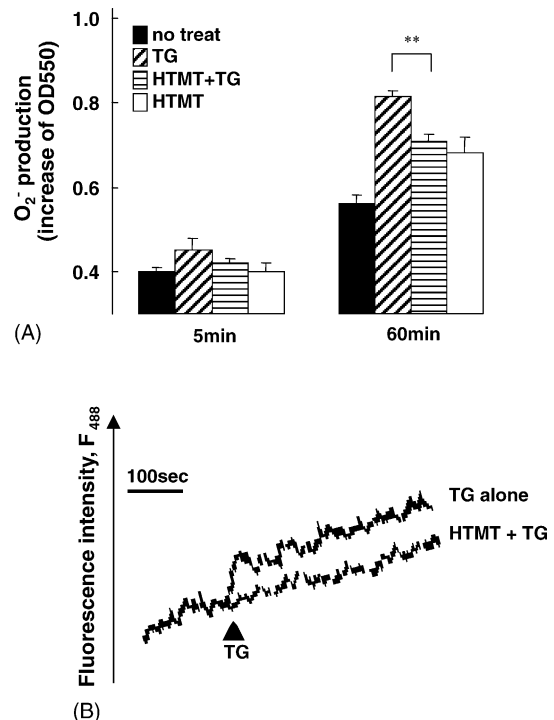 1.0
0.8
0.6
0.4
O₂⁻ production
(increase of OD550)
no treat
TG
HTMT+TG
HTMT
**
5min
60min
(A)
Fluorescence intensity, F₄₈₈
100sec
TG alone
HTMT + TG
TG
(B)